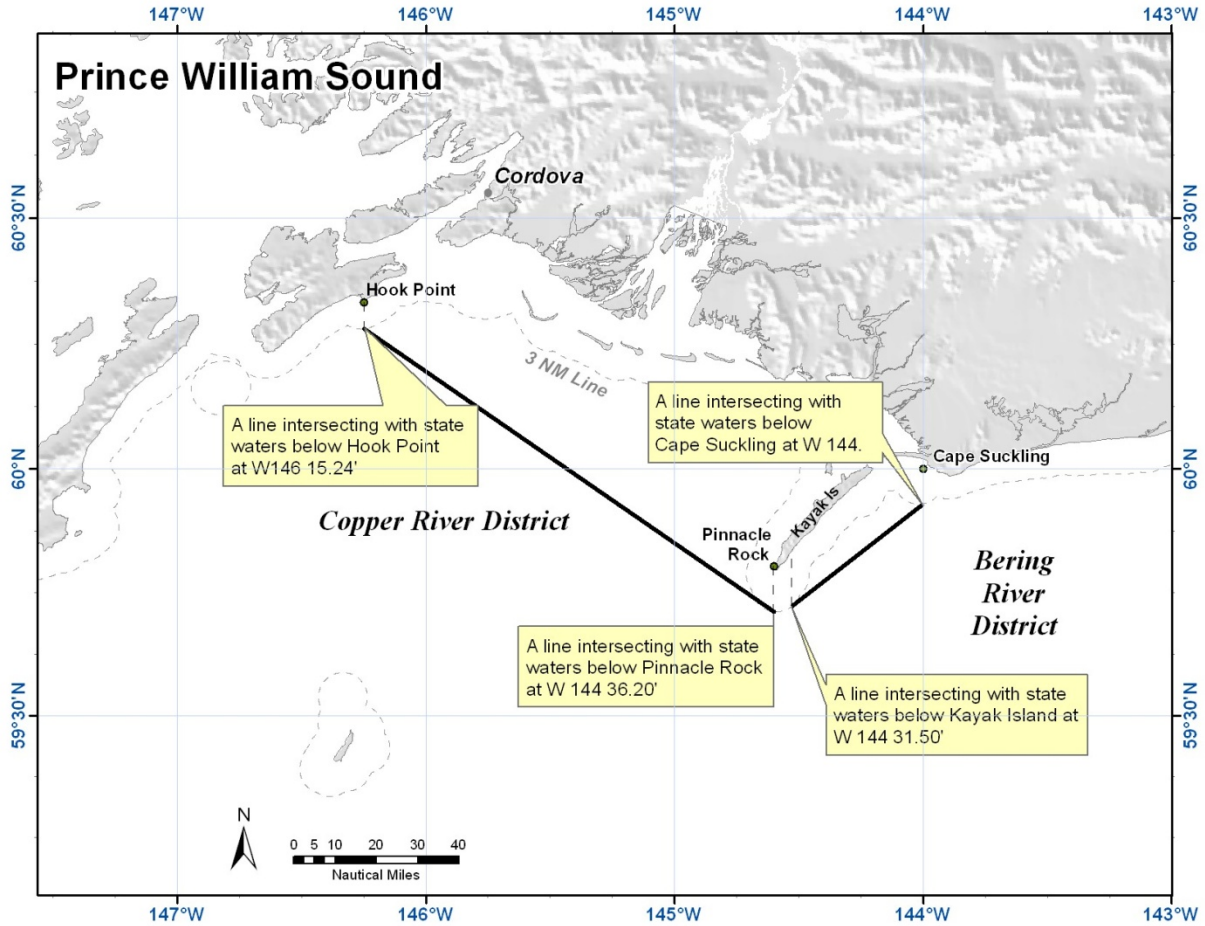 147°W 146°W 145°W 144°W 143°W
Prince William Sound
Cordova
60°30'N
60°30'N
Hook Point
3 NM Line
A line intersecting with state
waters below Hook Point
at W146 15.24'
A line intersecting with
state waters below
Cape Suckling at W 144.
60°N
Cape Suckling
60°N
Kayak Is
Copper River District
Pinnacle
Rock
Bering
River
District
A line intersecting with state
waters below Pinnacle Rock
at W 144 36.20'
A line intersecting with state
waters below Kayak Island at
W 144 31.50'
59°30'N
59°30'N
N
0 5 10 20 30 40
Nautical Miles
147°W 146°W 145°W 144°W 143°W